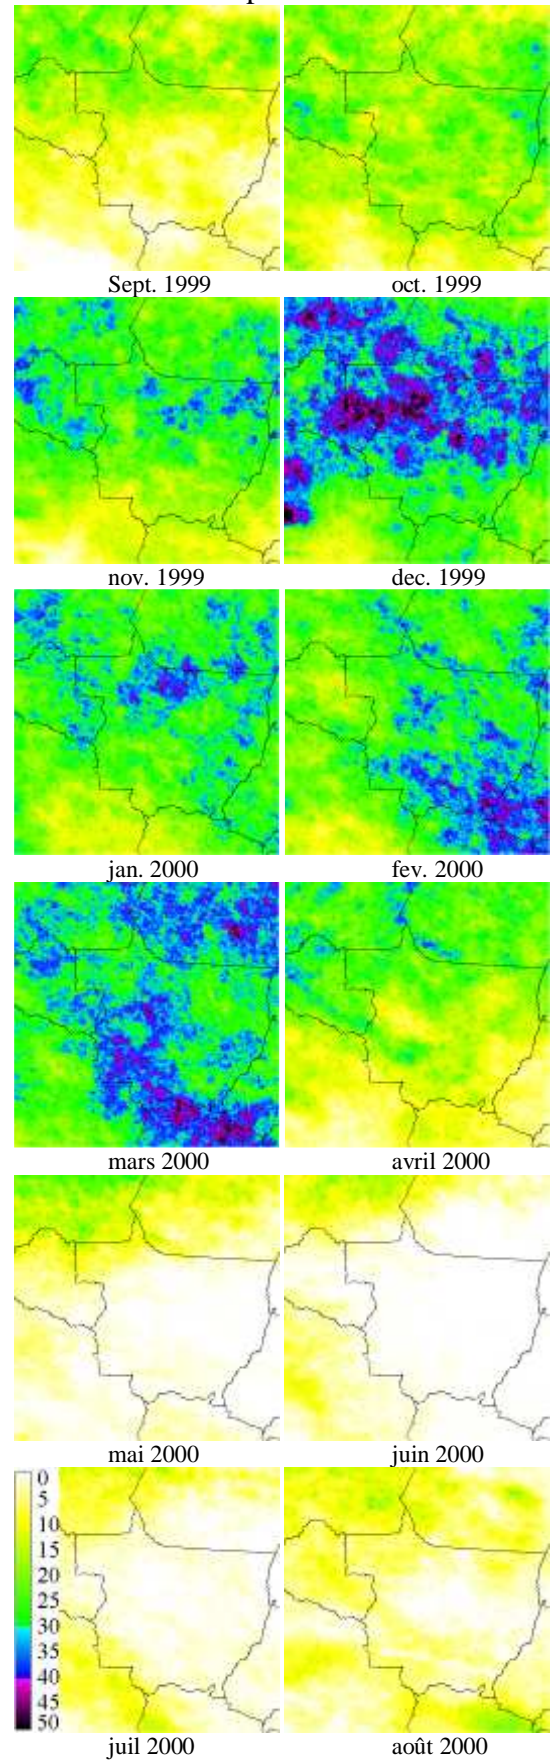 Sept. 1999
oct. 1999
nov. 1999
dec. 1999
jan. 2000
fev. 2000
mars 2000
avril 2000
mai 2000
juin 2000
0
5
10
15
20
25
30
35
40
45
50
juil 2000
août 2000